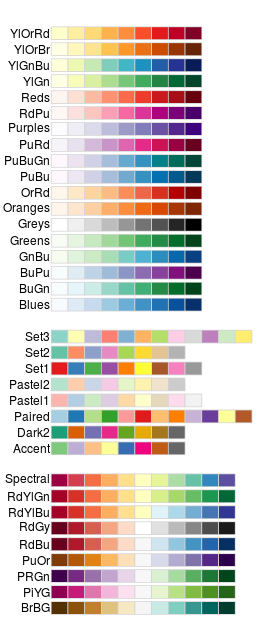 YlOrRd
YlOrBr
YlGnBu
YlGn
Reds
RdPu
Purples
PuRd
PuBuGn
PuBu
OrRd
Oranges
Greys
Greens
GnBu
BuPu
BuGn
Blues
Set3
Set2
Set1
Pastel2
Pastel1
Paired
Dark2
Accent
Spectral
RdYlGn
RdYlBu
RdGy
RdBu
PuOr
PRGn
PiYG
BrBG